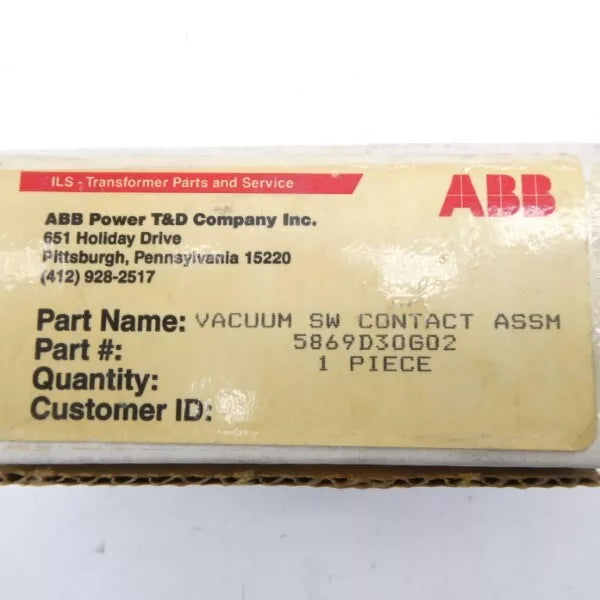 ILS - Transformer Parts and Service
ABB
ABB Power T&D Company Inc.
651 Holiday Drive
Pittsburgh, Pennsylvania 15220
(412) 928-2517
Part Name: VACUUM SW CONTACT ASSM
Part #: 5869D30G02
Quantity: 1 PIECE
Customer ID: